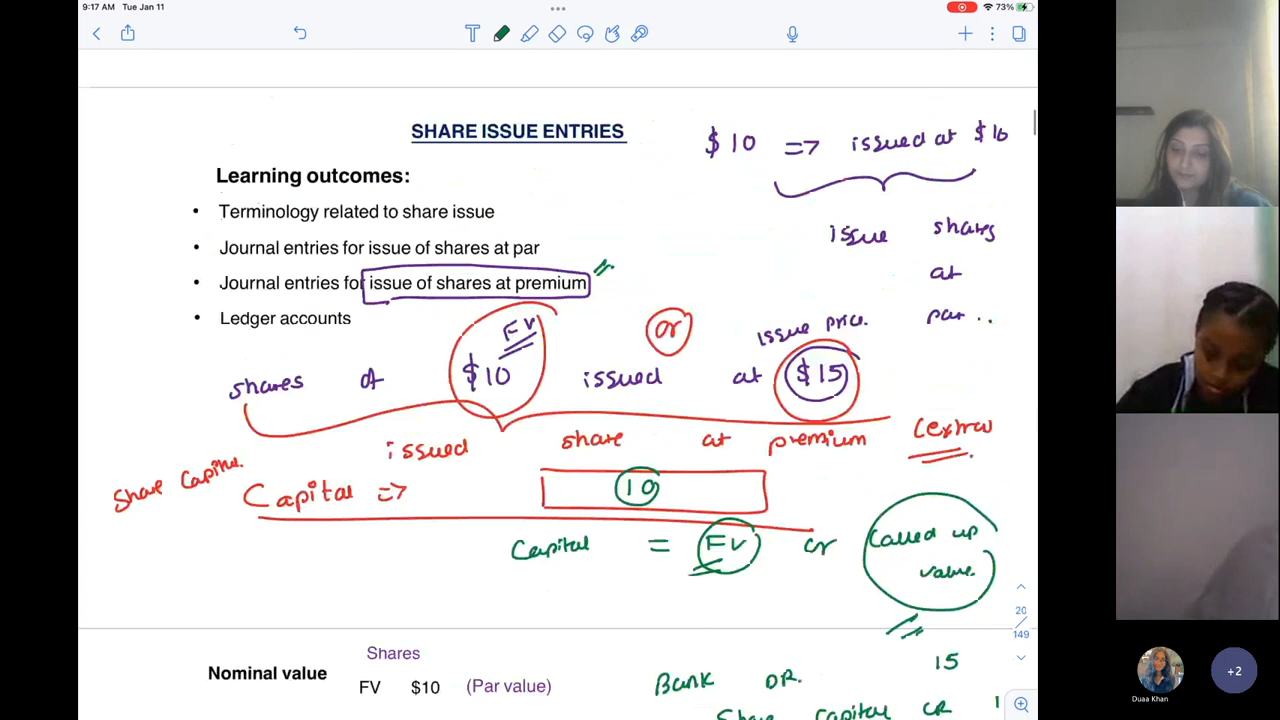 9:17 AM Tue Jan 11
73%
SHARE ISSUE ENTRIES
$10 => issued at $10
Learning outcomes:
issue shares
at
par ..
• Terminology related to share issue
• Journal entries for issue of shares at par
• Journal entries for issue of shares at premium
• Ledger accounts
FV
or
issue price.
shares of $10 issued at $15
issued share at premium (extra
Share Capital.
Capital => 10
Capital = FV or Called up
value.
20
149
Nominal value
Shares
FV $10 (Par value)
Bank DR. 15
Share Capital CR 1
Duaa Khan
+2